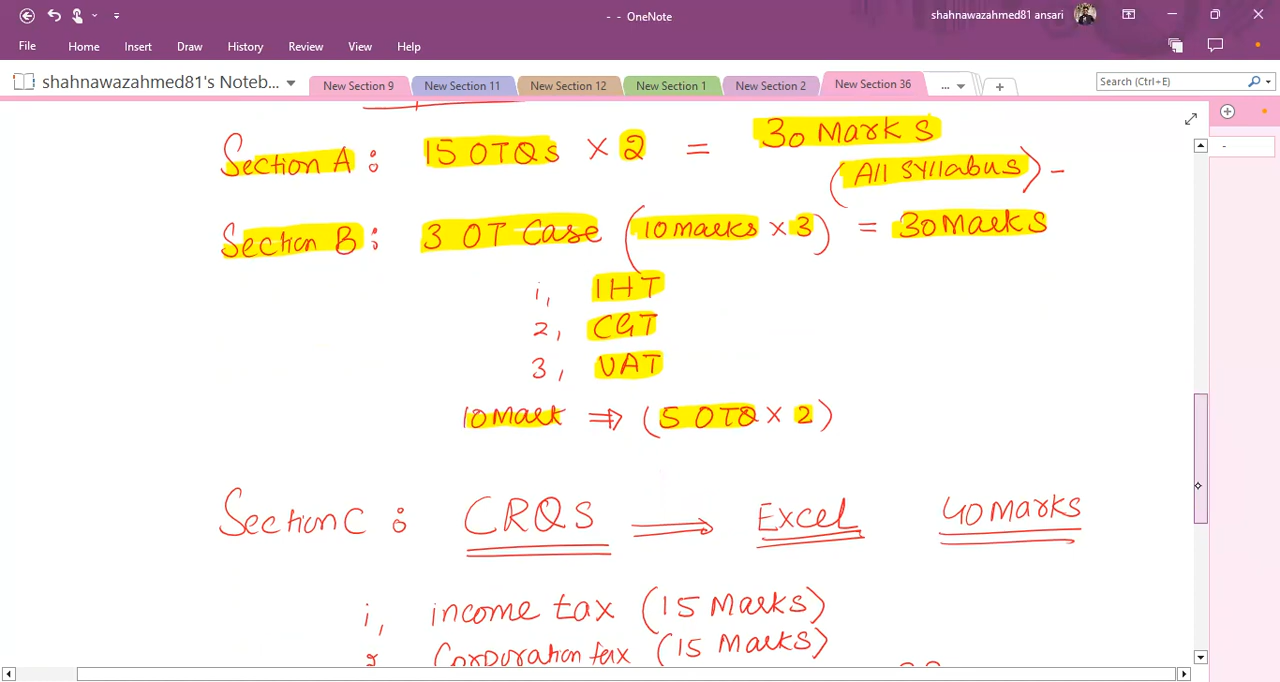 - - OneNote
shahnawazahmed81 ansari
File Home Insert Draw History Review View Help
shahnawazahmed81's Noteb... New Section 9 New Section 11 New Section 12 New Section 1 New Section 2 New Section 36 ... Search (Ctrl+E)
Section A: 15 OTQs × 2 = 30 Marks
(All syllabus) -
Section B: 3 OT Case (10 marks × 3) = 30 Marks
i, IHT
2, CGT
3, VAT
10 Mark ⇒ (5 OTQ × 2)
Section C: CRQS → Excel 40 marks
i, income tax (15 Marks)
Corporation tax (15 Marks)